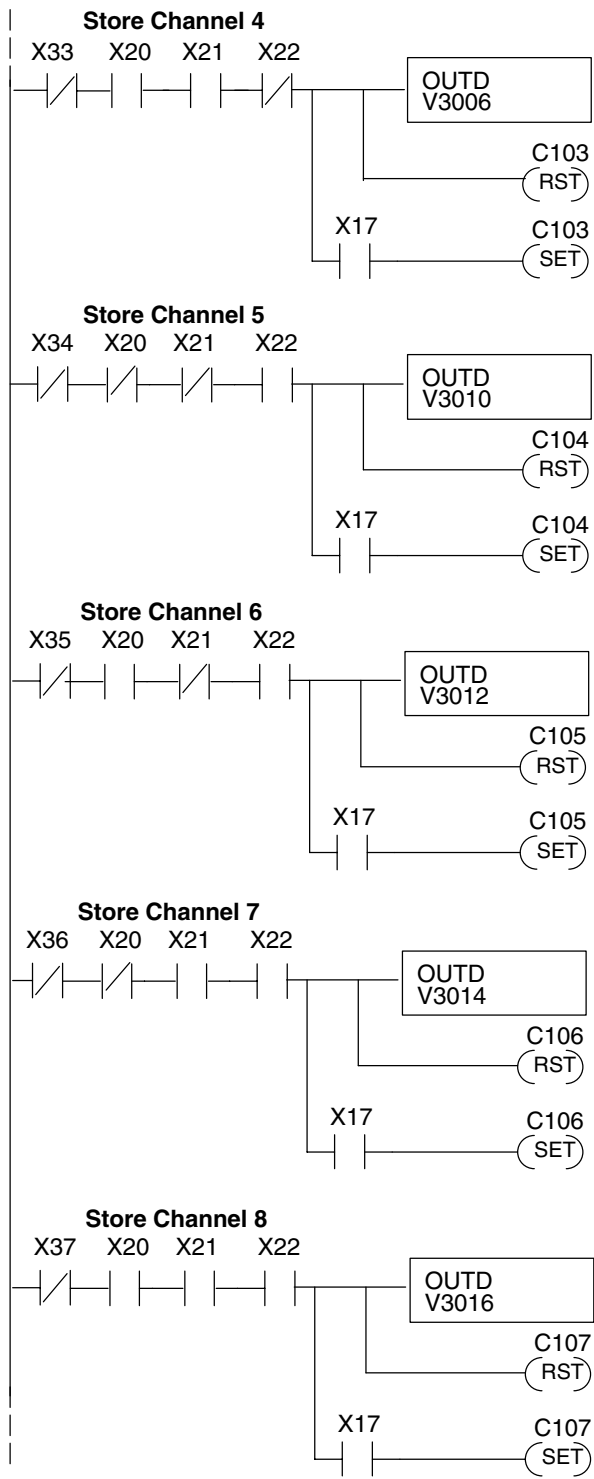 Store Channel 4
X33 X20 X21 X22
OUTD
V3006
C103
RST
X17 C103
SET
Store Channel 5
X34 X20 X21 X22
OUTD
V3010
C104
RST
X17 C104
SET
Store Channel 6
X35 X20 X21 X22
OUTD
V3012
C105
RST
X17 C105
SET
Store Channel 7
X36 X20 X21 X22
OUTD
V3014
C106
RST
X17 C106
SET
Store Channel 8
X37 X20 X21 X22
OUTD
V3016
C107
RST
X17 C107
SET